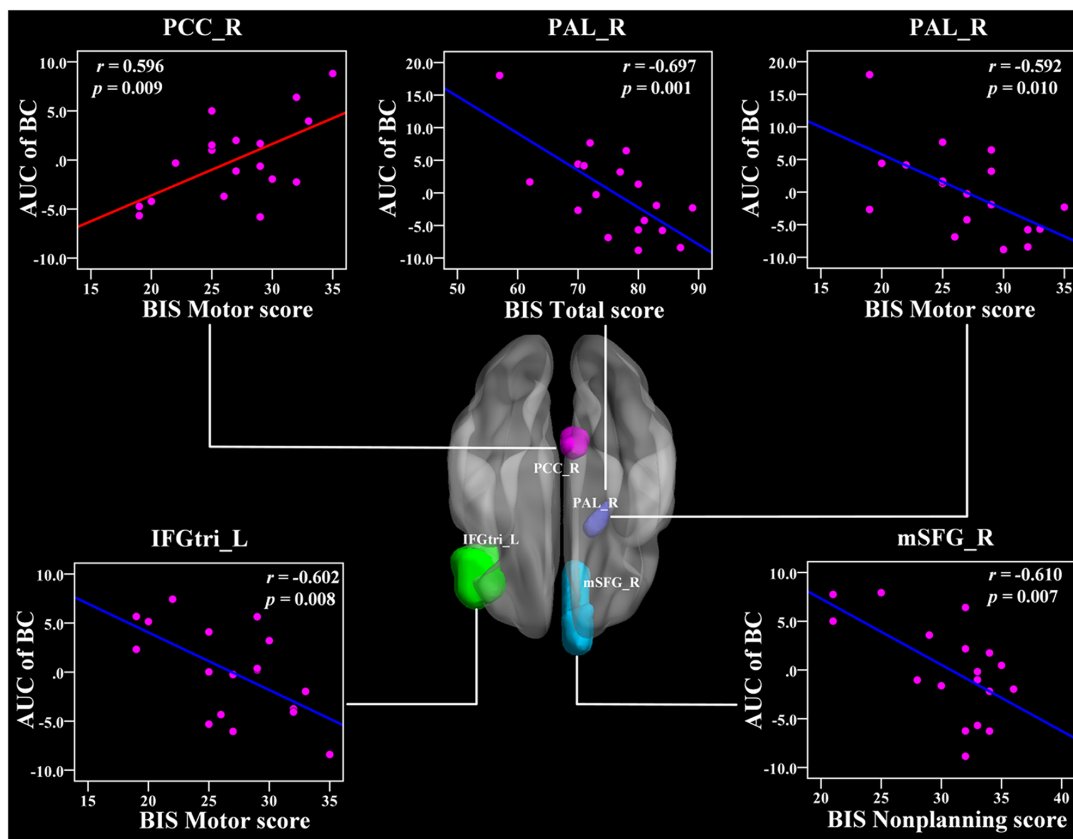 PCC_R
r = 0.596
p = 0.009
AUC of BC
10.0
5.0
.0
-5.0
-10.0
15 20 25 30 35
BIS Motor score
PAL_R
r = -0.697
p = 0.001
AUC of BC
20.0
15.0
10.0
5.0
.0
-5.0
-10.0
50 60 70 80 90
BIS Total score
PAL_R
r = -0.592
p = 0.010
AUC of BC
20.0
15.0
10.0
5.0
.0
-5.0
-10.0
15 20 25 30 35
BIS Motor score
PCC_R
PAL_R
IFGtri_L
mSFG_R
IFGtri_L
r = -0.602
p = 0.008
AUC of BC
10.0
5.0
.0
-5.0
-10.0
15 20 25 30 35
BIS Motor score
mSFG_R
r = -0.610
p = 0.007
AUC of BC
10.0
5.0
.0
-5.0
-10.0
20 25 30 35 40
BIS Nonplanning score